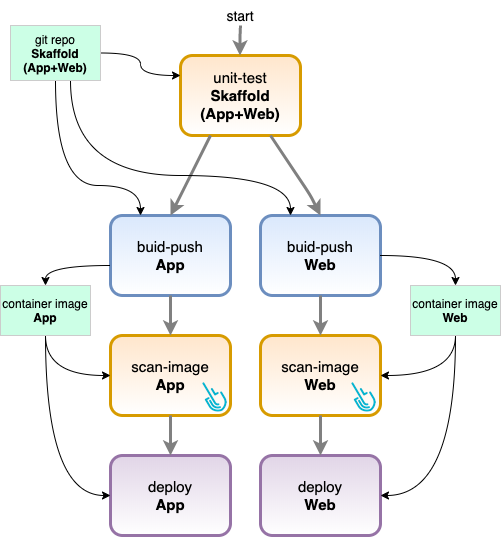 start
git repo
Skaffold
(App+Web)
unit-test
Skaffold
(App+Web)
buid-push
App
buid-push
Web
container image
App
container image
Web
scan-image
App
scan-image
Web
deploy
App
deploy
Web